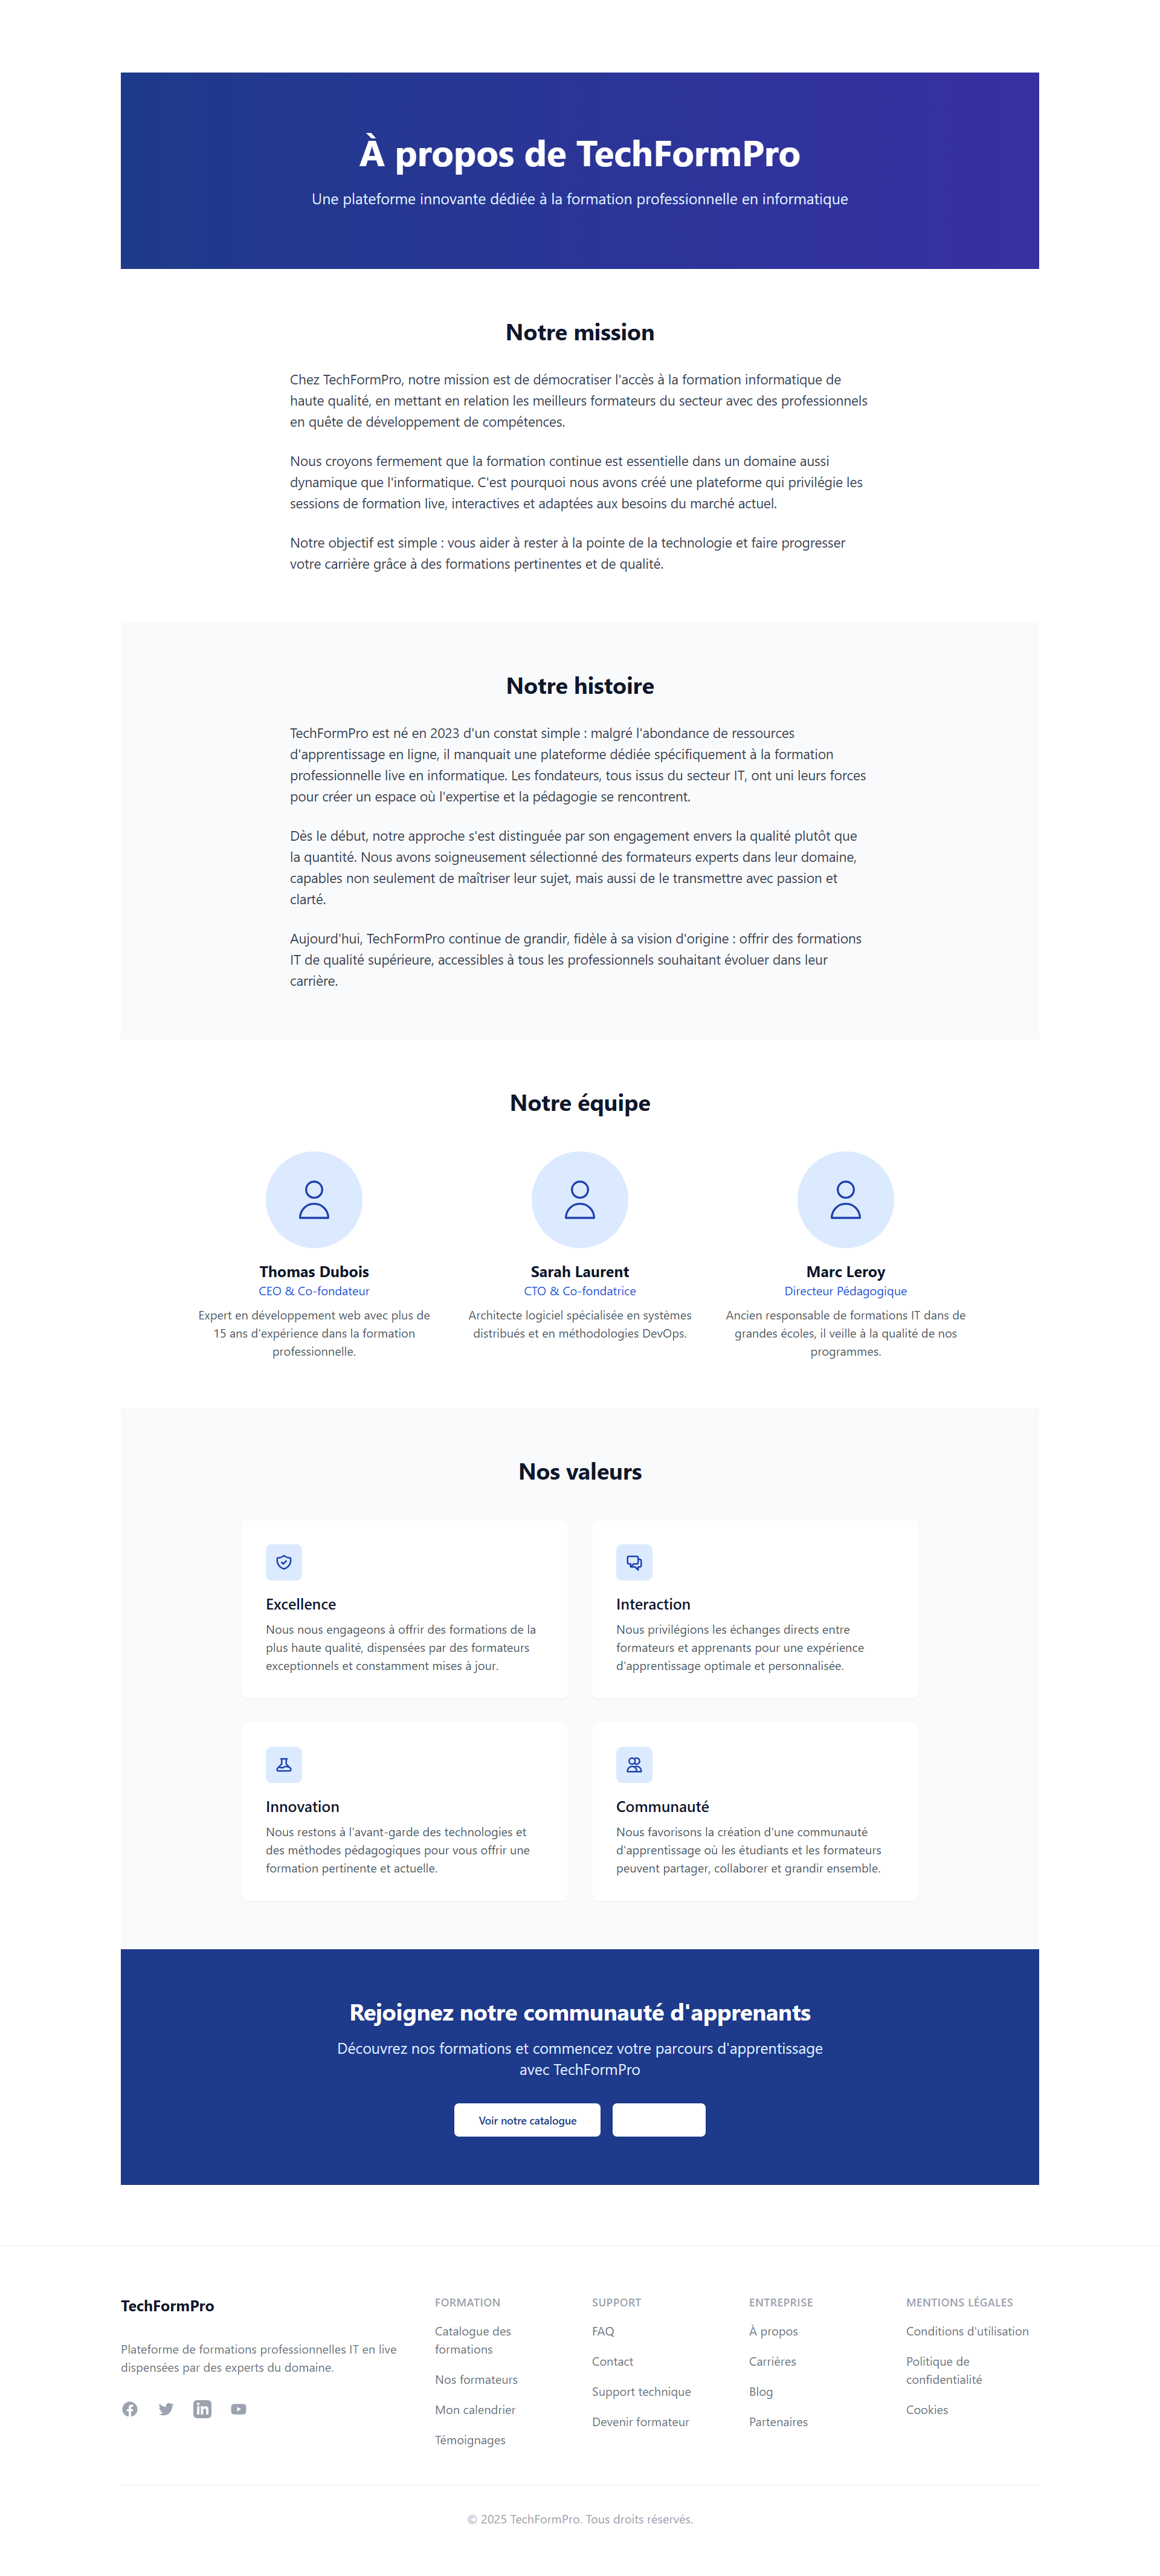 À propos de TechFormPro
Une plateforme innovante dédiée à la formation professionnelle en informatique
Notre mission
Chez TechFormPro, notre mission est de démocratiser l'accès à la formation informatique de
haute qualité, en mettant en relation les meilleurs formateurs du secteur avec des professionnels
en quête de développement de compétences.
Nous croyons fermement que la formation continue est essentielle dans un domaine aussi
dynamique que l'informatique. C'est pourquoi nous avons créé une plateforme qui privilégie les
sessions de formation live, interactives et adaptées aux besoins du marché actuel.
Notre objectif est simple : vous aider à rester à la pointe de la technologie et faire progresser
votre carrière grâce à des formations pertinentes et de qualité.
Notre histoire
TechFormPro est né en 2023 d'un constat simple : malgré l'abondance de ressources
d'apprentissage en ligne, il manquait une plateforme dédiée spécifiquement à la formation
professionnelle live en informatique. Les fondateurs, tous issus du secteur IT, ont uni leurs forces
pour créer un espace où l'expertise et la pédagogie se rencontrent.
Dès le début, notre approche s'est distinguée par son engagement envers la qualité plutôt que
la quantité. Nous avons soigneusement sélectionné des formateurs experts dans leur domaine,
capables non seulement de maîtriser leur sujet, mais aussi de le transmettre avec passion et
clarté.
Aujourd'hui, TechFormPro continue de grandir, fidèle à sa vision d'origine : offrir des formations
IT de qualité supérieure, accessibles à tous les professionnels souhaitant évoluer dans leur
carrière.
Notre équipe
Thomas Dubois
CEO & Co-fondateur
Expert en développement web avec plus de
15 ans d'expérience dans la formation
professionnelle.
Sarah Laurent
CTO & Co-fondatrice
Architecte logiciel spécialisée en systèmes
distribués et en méthodologies DevOps.
Marc Leroy
Directeur Pédagogique
Ancien responsable de formations IT dans de
grandes écoles, il veille à la qualité de nos
programmes.
Nos valeurs
Excellence
Nous nous engageons à offrir des formations de la
plus haute qualité, dispensées par des formateurs
exceptionnels et constamment mises à jour.
Interaction
Nous privilégions les échanges directs entre
formateurs et apprenants pour une expérience
d'apprentissage optimale et personnalisée.
Innovation
Nous restons à l'avant-garde des technologies et
des méthodes pédagogiques pour vous offrir une
formation pertinente et actuelle.
Communauté
Nous favorisons la création d'une communauté
d'apprentissage où les étudiants et les formateurs
peuvent partager, collaborer et grandir ensemble.
Rejoignez notre communauté d'apprenants
Découvrez nos formations et commencez votre parcours d'apprentissage
avec TechFormPro
Voir notre catalogue
TechFormPro
Plateforme de formations professionnelles IT en live
dispensées par des experts du domaine.
FORMATION
Catalogue des
formations
Nos formateurs
Mon calendrier
Témoignages
SUPPORT
FAQ
Contact
Support technique
Devenir formateur
ENTREPRISE
À propos
Carrières
Blog
Partenaires
MENTIONS LÉGALES
Conditions d'utilisation
Politique de
confidentialité
Cookies
© 2025 TechFormPro. Tous droits réservés.